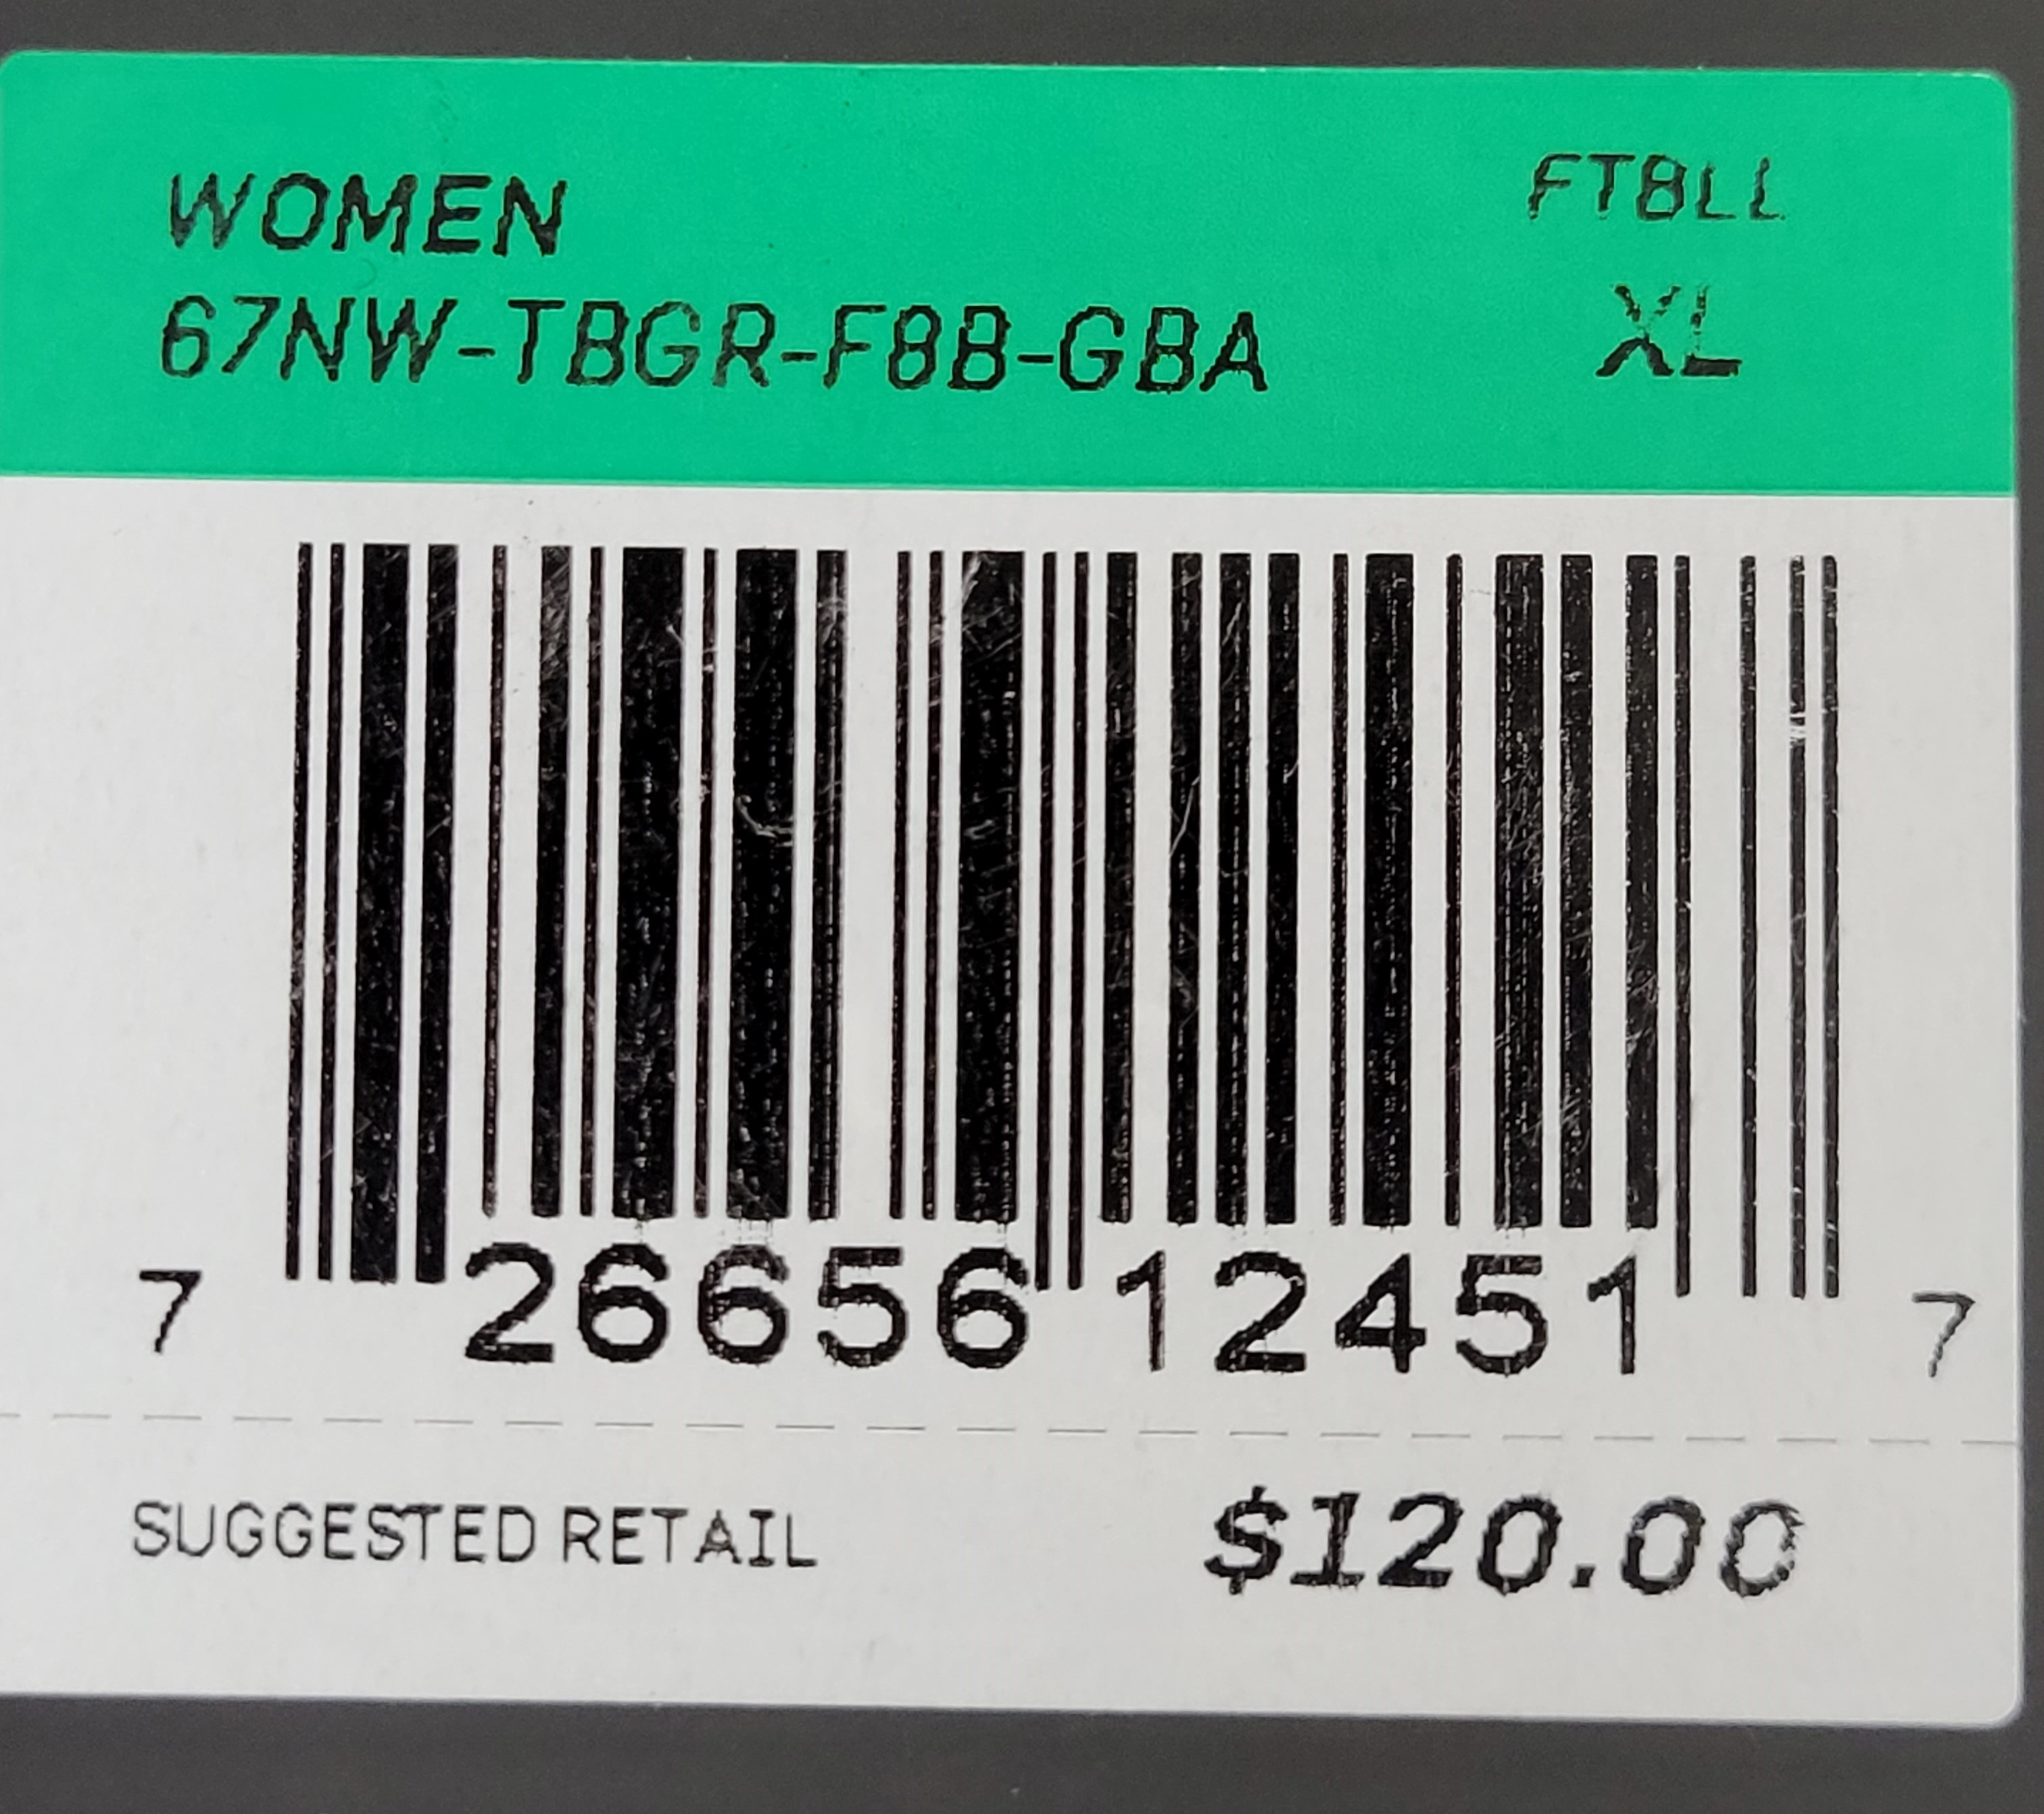 WOMEN FTBLL
67NW-TBGR-F8B-GBA XL
7 26656 12451 7
SUGGESTED RETAIL $120.00